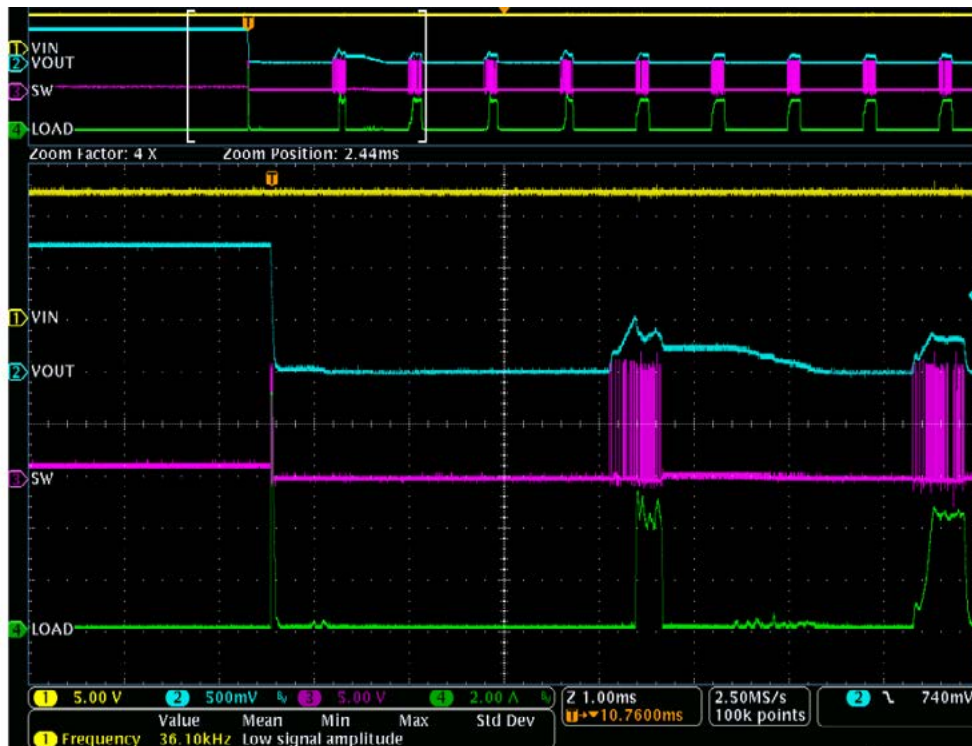 T
1 VIN
2 VOUT
3 SW
4 LOAD
Zoom Factor: 4 X Zoom Position: 2.44ms
T
1 VIN
2 VOUT
3 SW
4 LOAD
1 5.00 V 2 500mV BW 3 5.00 V 4 2.00 A BW Z 1.00ms 2.50MS/s 2 740mV
T→▼10.7600ms 100k points
Value Mean Min Max Std Dev
1 Frequency 36.10kHz Low signal amplitude